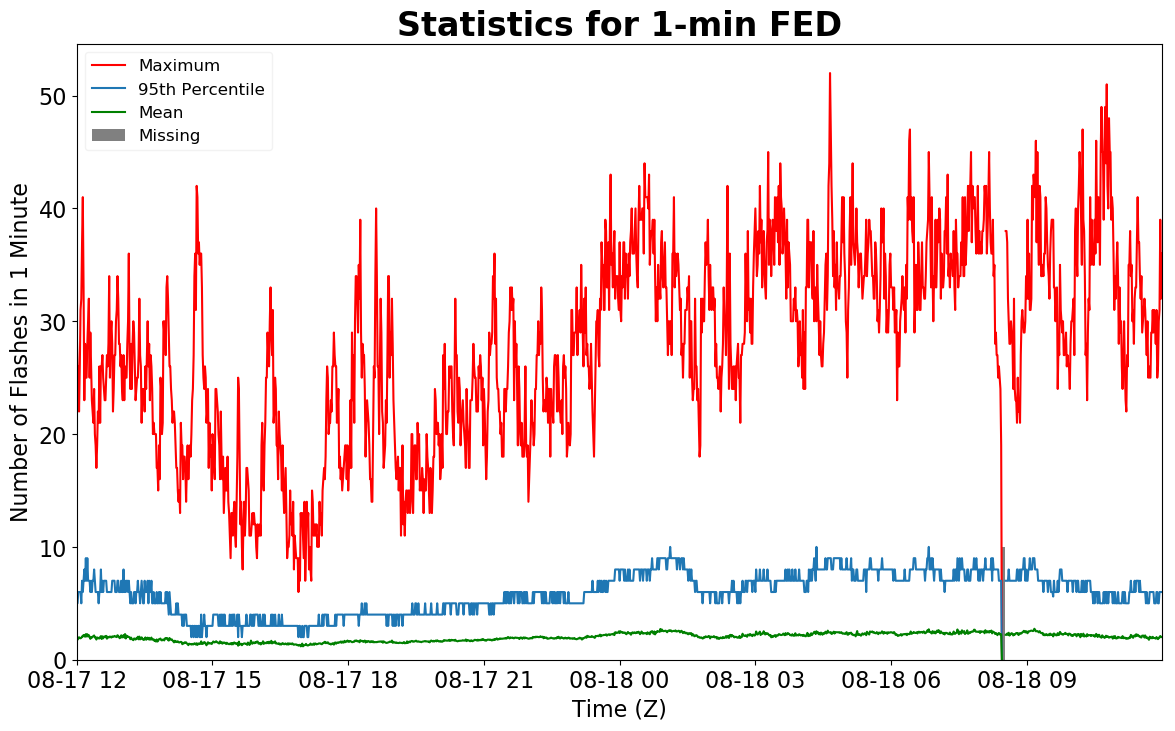 Statistics for 1-min FED
Maximum
95th Percentile
Mean
Missing
Number of Flashes in 1 Minute
50
40
30
20
10
0
08-17 12 08-17 15 08-17 18 08-17 21 08-18 00 08-18 03 08-18 06 08-18 09
Time (Z)